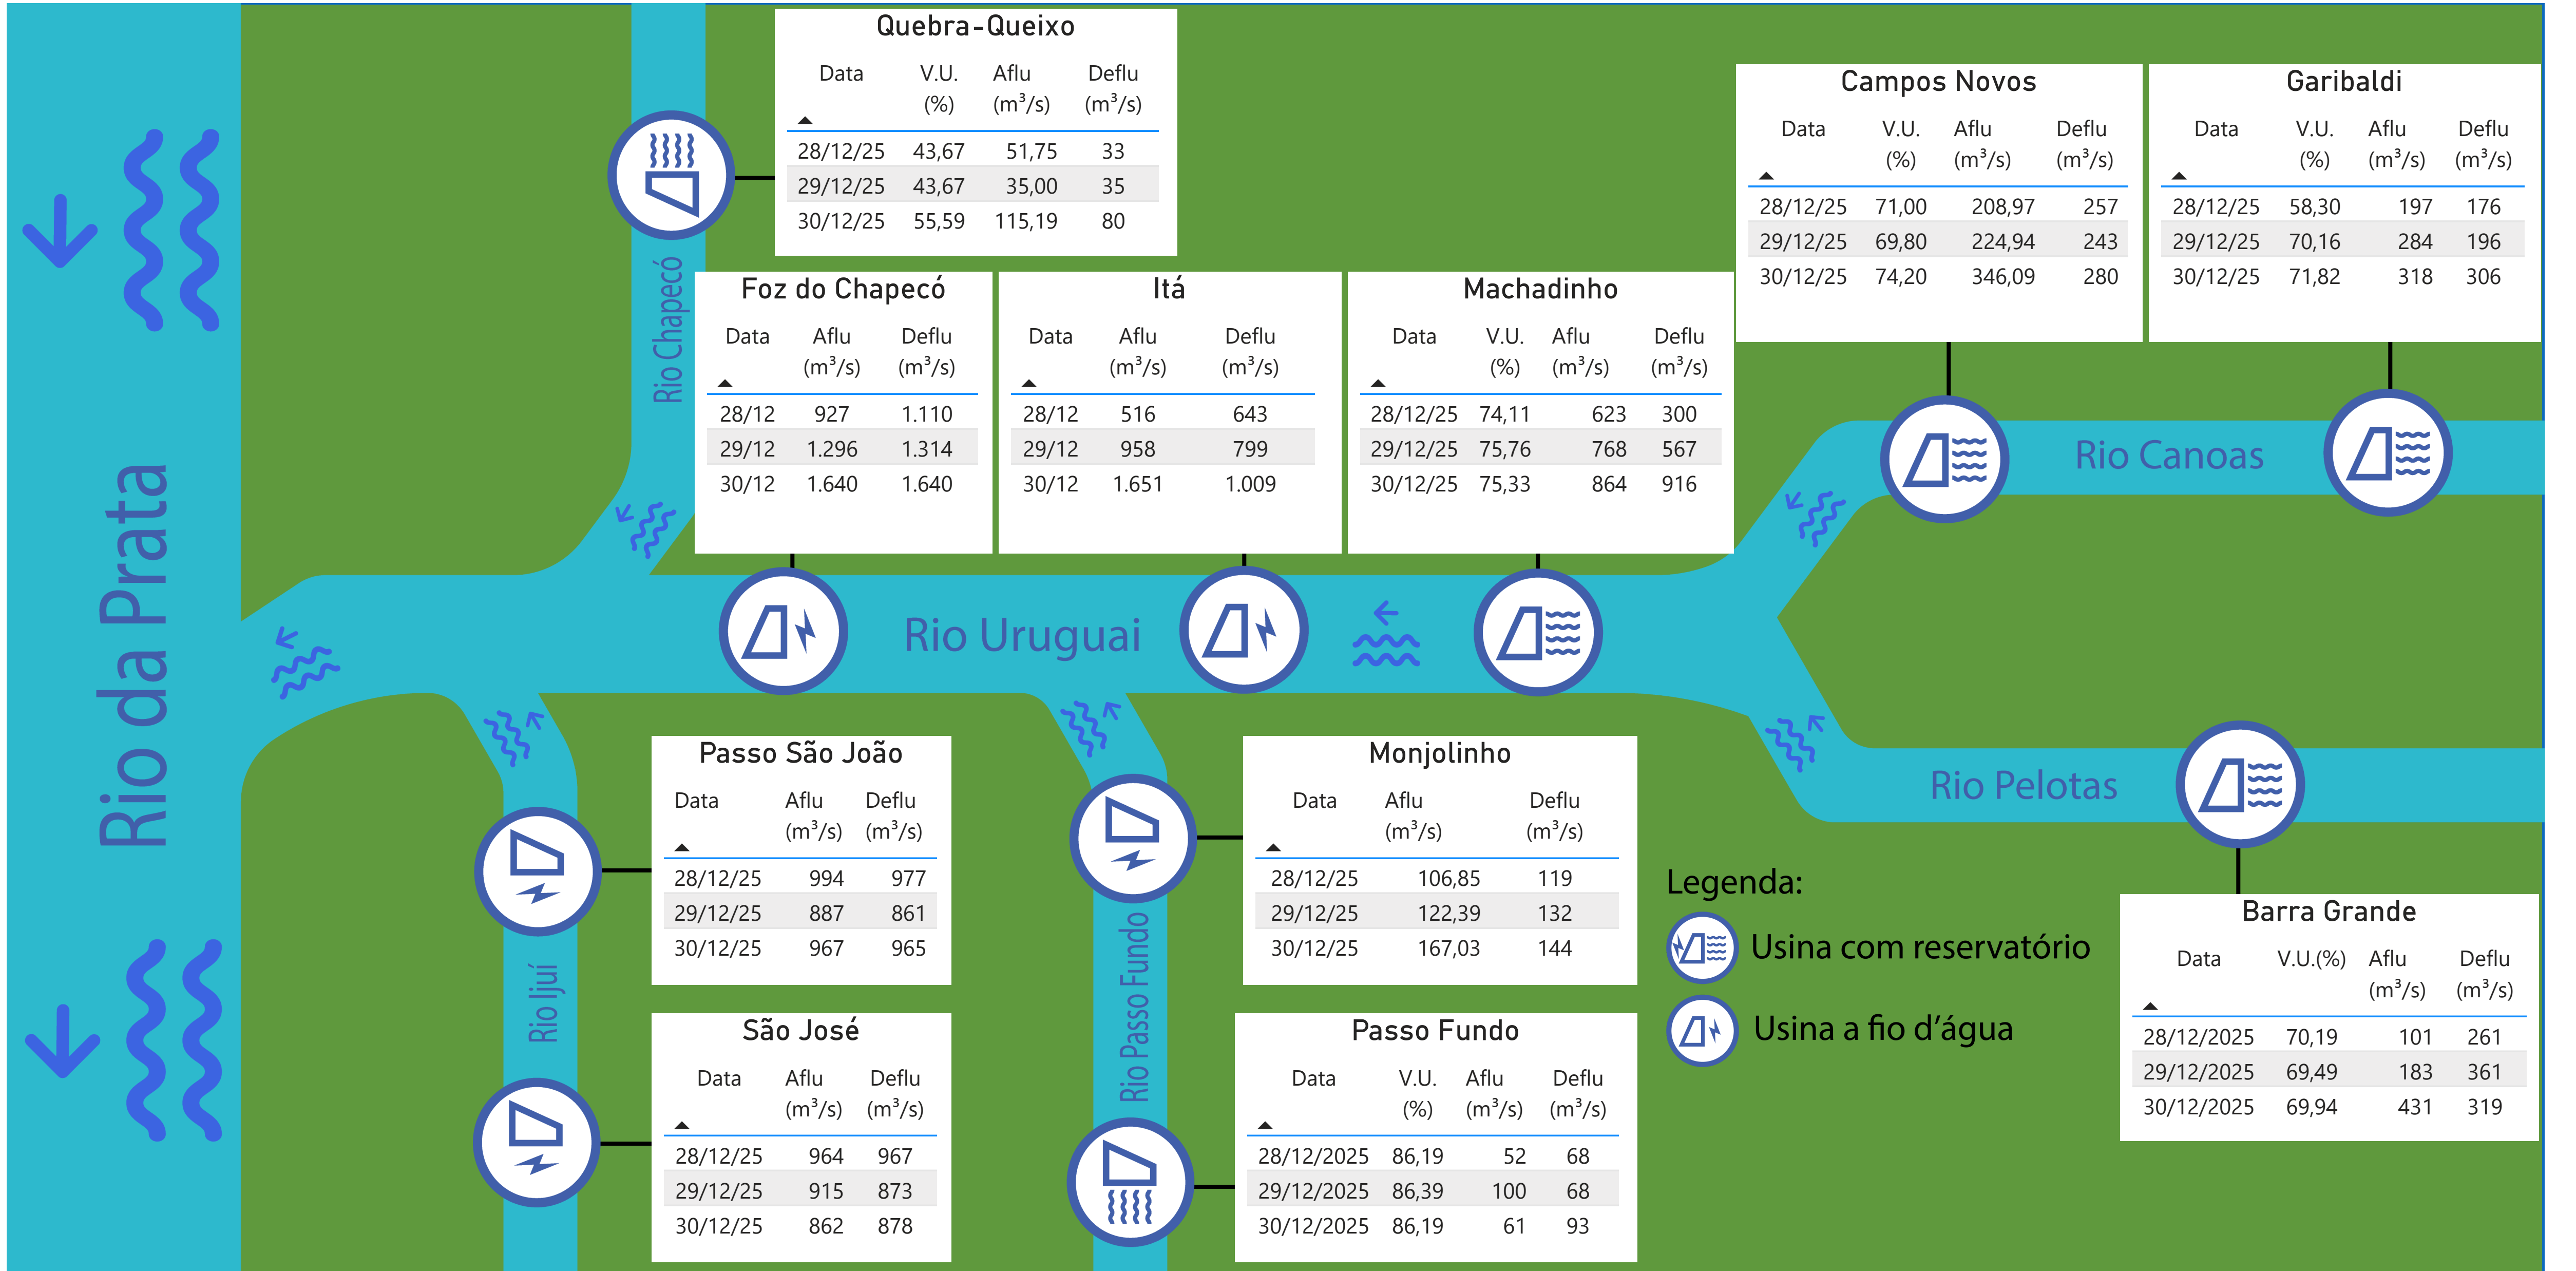 Quebra-Queixo
Data V.U. (%) Aflu (m³/s) Deflu (m³/s)
28/12/25 43,67 51,75 33
29/12/25 43,67 35,00 35
30/12/25 55,59 115,19 80
Campos Novos
Data V.U. (%) Aflu (m³/s) Deflu (m³/s)
28/12/25 71,00 208,97 257
29/12/25 69,80 224,94 243
30/12/25 74,20 346,09 280
Garibaldi
Data V.U. (%) Aflu (m³/s) Deflu (m³/s)
28/12/25 58,30 197 176
29/12/25 70,16 284 196
30/12/25 71,82 318 306
Rio Chapecó
Foz do Chapecó
Data Aflu (m³/s) Deflu (m³/s)
28/12 927 1.110
29/12 1.296 1.314
30/12 1.640 1.640
Itá
Data Aflu (m³/s) Deflu (m³/s)
28/12 516 643
29/12 958 799
30/12 1.651 1.009
Machadinho
Data V.U. (%) Aflu (m³/s) Deflu (m³/s)
28/12/25 74,11 623 300
29/12/25 75,76 768 567
30/12/25 75,33 864 916
Rio Canoas
Rio da Prata
Rio Uruguai
Rio Pelotas
Passo São João
Data Aflu (m³/s) Deflu (m³/s)
28/12/25 994 977
29/12/25 887 861
30/12/25 967 965
Monjolinho
Data Aflu (m³/s) Deflu (m³/s)
28/12/25 106,85 119
29/12/25 122,39 132
30/12/25 167,03 144
Legenda:
Usina com reservatório
Usina a fio d’água
Barra Grande
Data V.U.(%) Aflu (m³/s) Deflu (m³/s)
28/12/2025 70,19 101 261
29/12/2025 69,49 183 361
30/12/2025 69,94 431 319
Rio Ijuí
São José
Data Aflu (m³/s) Deflu (m³/s)
28/12/25 964 967
29/12/25 915 873
30/12/25 862 878
Rio Passo Fundo
Passo Fundo
Data V.U. (%) Aflu (m³/s) Deflu (m³/s)
28/12/2025 86,19 52 68
29/12/2025 86,39 100 68
30/12/2025 86,19 61 93